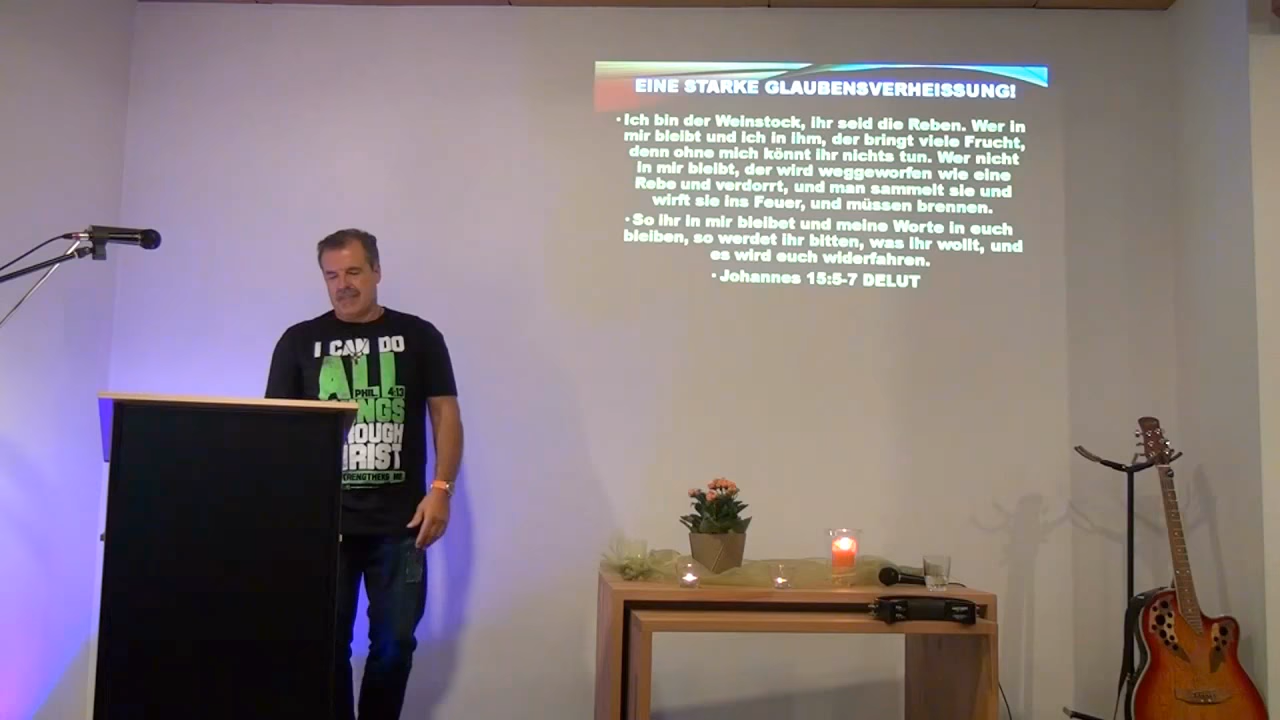 EINE STARKE GLAUBENSVERHEISSUNG!
• Ich bin der Weinstock, ihr seid die Reben. Wer in
mir bleibt und ich in ihm, der bringt viele Frucht,
denn ohne mich könnt ihr nichts tun. Wer nicht
in mir bleibt, der wird weggeworfen wie eine
Rebe und verdorrt, und man sammelt sie und
wirft sie ins Feuer, und müssen brennen.
• So ihr in mir bleibet und meine Worte in euch
bleiben, so werdet ihr bitten, was ihr wollt, und
es wird euch widerfahren.
• Johannes 15:5-7 DELUT
I CAN DO
ALL
PHIL 4:13
NGS
ROUGH
RIST
RENGTHENS ME